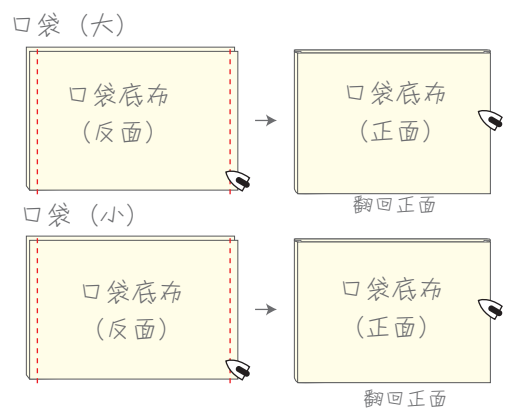 口袋（大）
口袋底布
（反面）
口袋底布
（正面）
翻回正面
口袋（小）
口袋底布
（反面）
口袋底布
（正面）
翻回正面